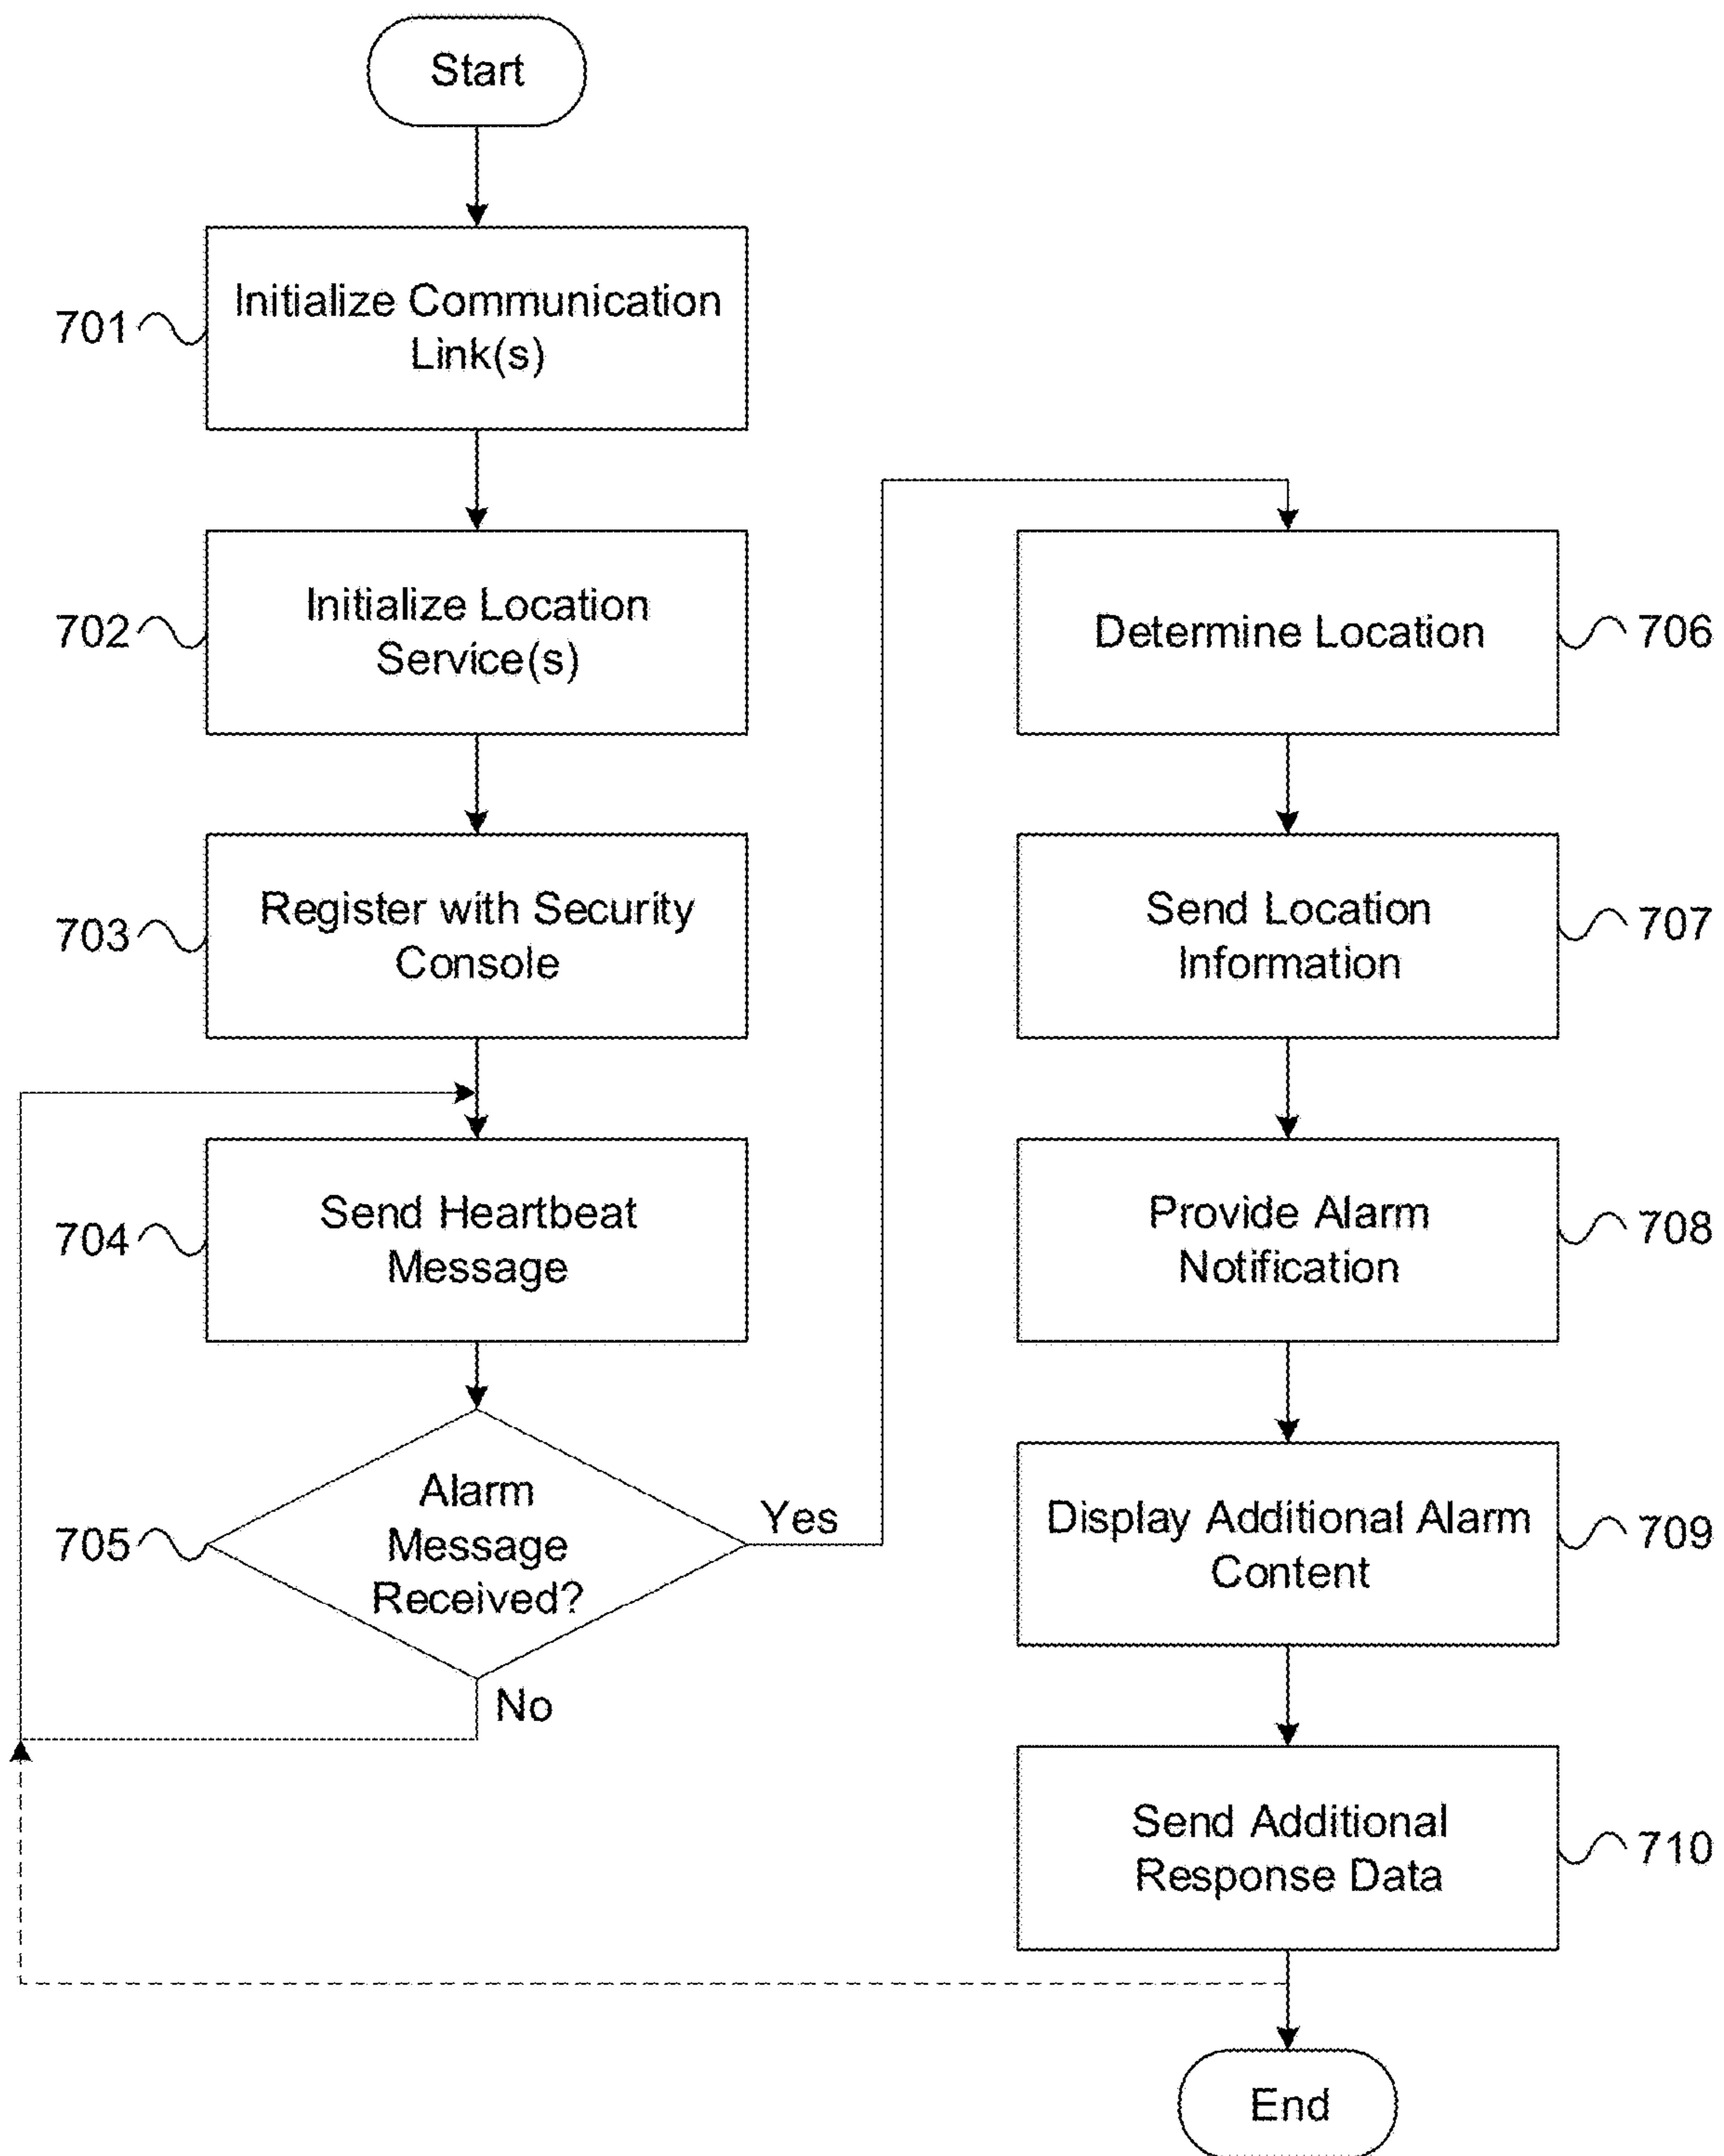 Start
701
Initialize Communication
Link(s)
702
Initialize Location
Service(s)
703
Register with Security
Console
704
Send Heartbeat
Message
705
Alarm
Message
Received?
Yes
No
Determine Location
706
Send Location
Information
707
Provide Alarm
Notification
708
Display Additional Alarm
Content
709
Send Additional
Response Data
710
End